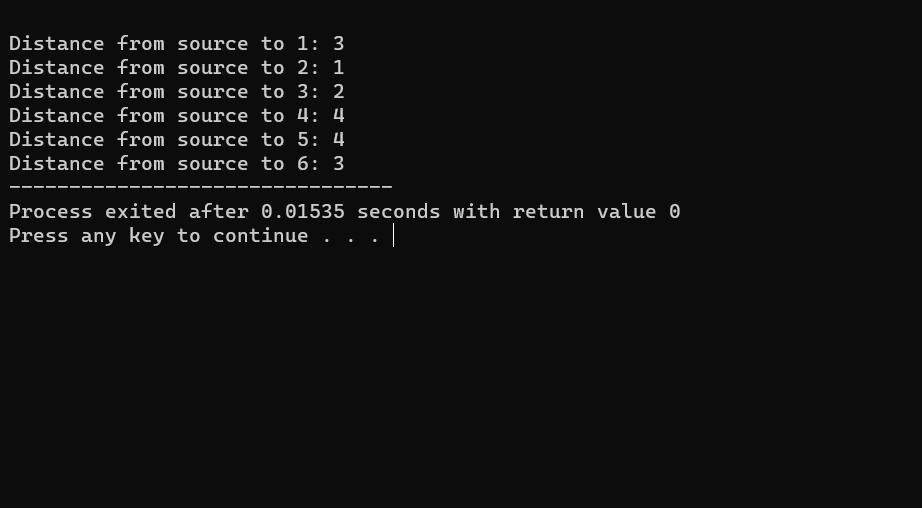 Distance from source to 1: 3
Distance from source to 2: 1
Distance from source to 3: 2
Distance from source to 4: 4
Distance from source to 5: 4
Distance from source to 6: 3
--------------------------------
Process exited after 0.01535 seconds with return value 0
Press any key to continue . . .